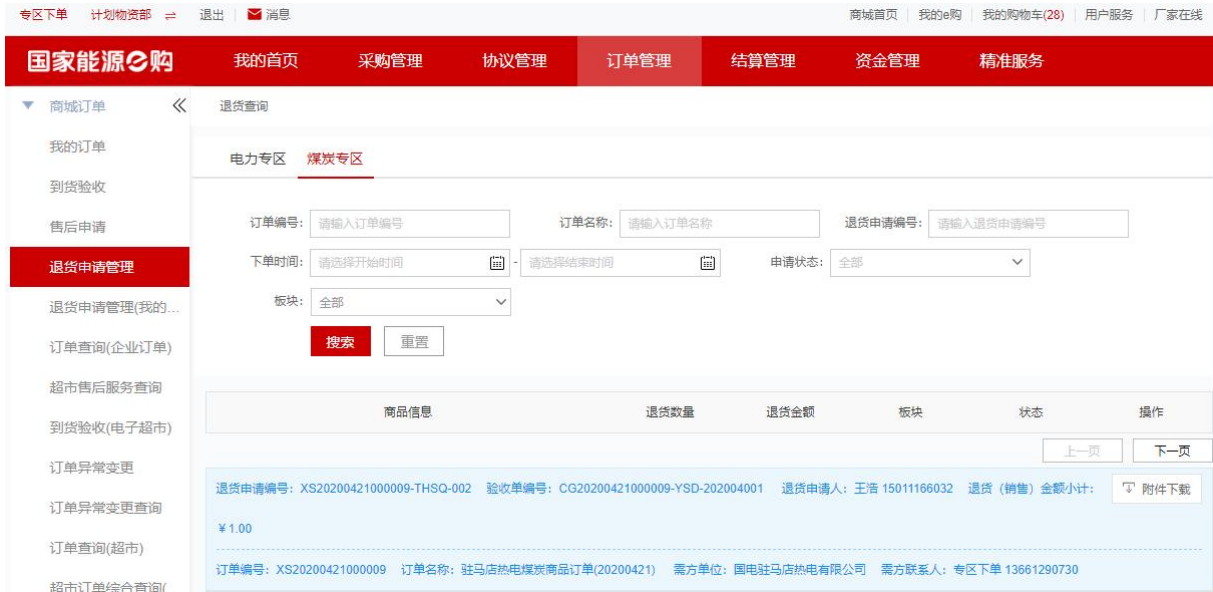 专区下单 计划物资部 退出 消息 商城首页 我的e购 我的购物车(28) 用户服务 厂家在线
国家能源e购 我的首页 采购管理 协议管理 订单管理 结算管理 资金管理 精准服务
商城订单 退货查询
我的订单
电力专区 煤炭专区
到货验收
售后申请 订单编号: 请输入订单编号 订单名称: 请输入订单名称 退货申请编号: 请输入退货申请编号
退货申请管理 下单时间: 请选择开始时间 - 请选择结束时间 申请状态: 全部
退货申请管理(我的... 板块: 全部
订单查询(企业订单) 搜索 重置
超市售后服务查询
商品信息 退货数量 退货金额 板块 状态 操作
到货验收(电子超市)
上一页 下一页
订单异常变更
退货申请编号: XS20200421000009-THSQ-002 验收单编号: CG20200421000009-YSD-202004001 退货申请人: 王浩 15011166032 退货（销售）金额小计: 附件下载
订单异常变更查询
¥ 1.00
订单查询(超市)
订单编号: XS20200421000009 订单名称: 驻马店热电煤炭商品订单(20200421) 需方单位: 国电驻马店热电有限公司 需方联系人: 专区下单 13661290730
超市订单综合查询(